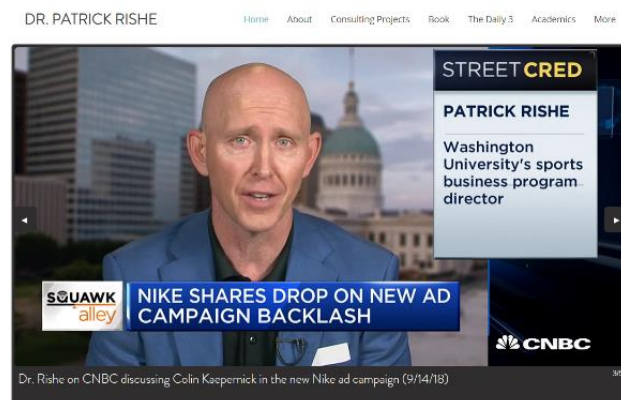 DR. PATRICK RISHE
Home About Consulting Projects Book The Daily 3 Academics More
STREET CRED
PATRICK RISHE
Washington
University's sports
business program
director
SQUAWK
alley
NIKE SHARES DROP ON NEW AD
CAMPAIGN BACKLASH
CNBC
Dr. Rishe on CNBC discussing Colin Kaepernick in the new Nike ad campaign (9/14/18)